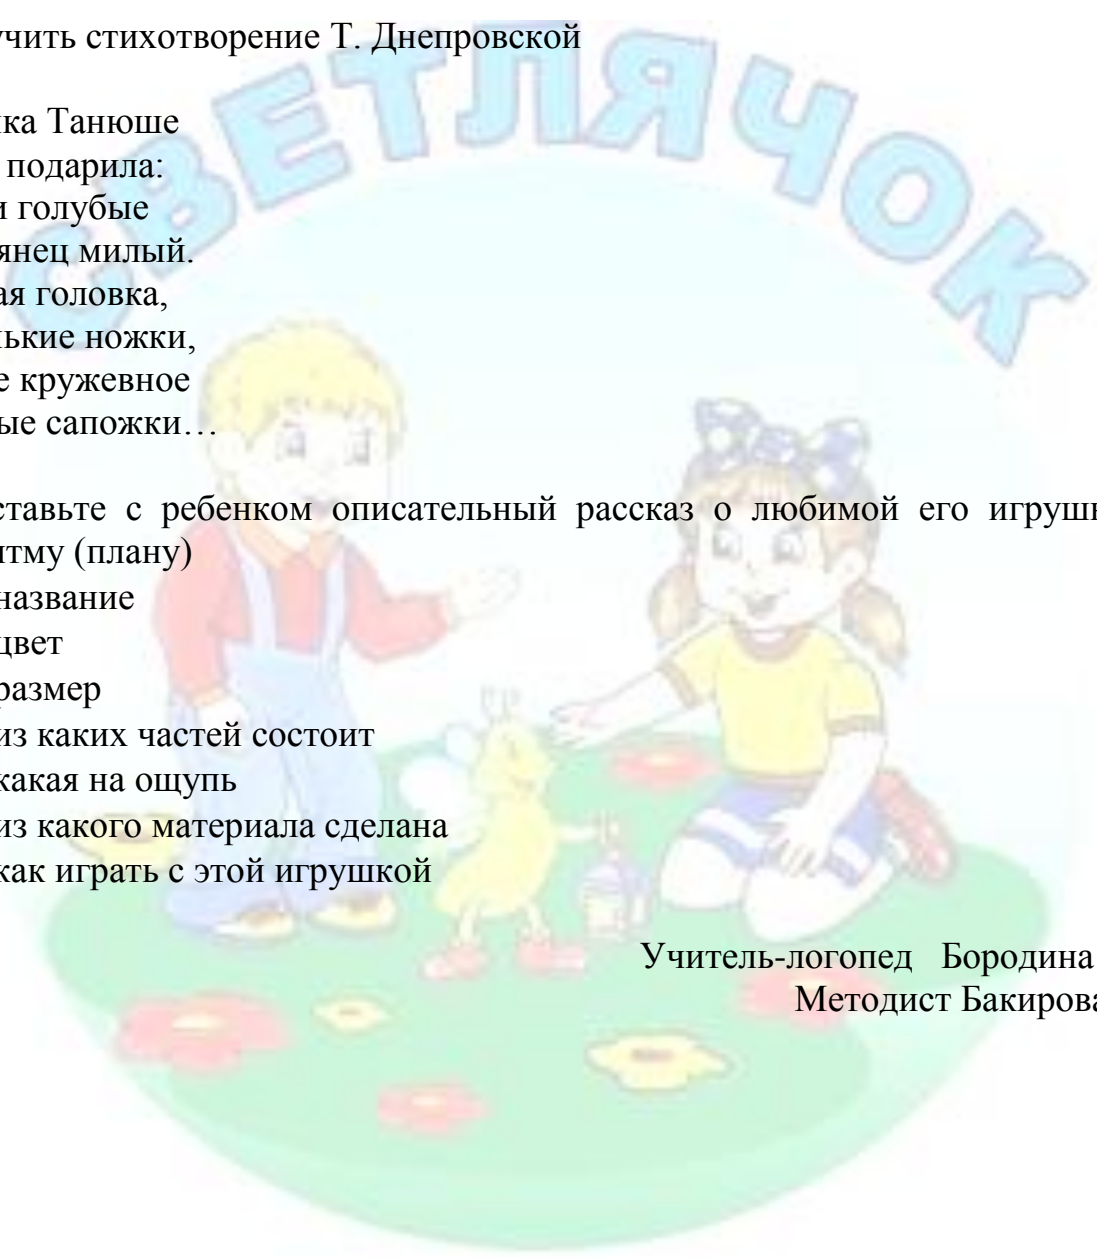 СВЕТЛЯЧОК
учить стихотворение Т. Днепровской
ка Танюше
подарила:
и голубые
янец милый.
ая головка,
нькие ножки,
е кружевное
ые сапожки…
ставьте с ребенком описательный рассказ о любимой его игрушк
итму (плану)
название
цвет
размер
из каких частей состоит
какая на ощупь
из какого материала сделана
как играть с этой игрушкой
Учитель-логопед Бородина
Методист Бакирова